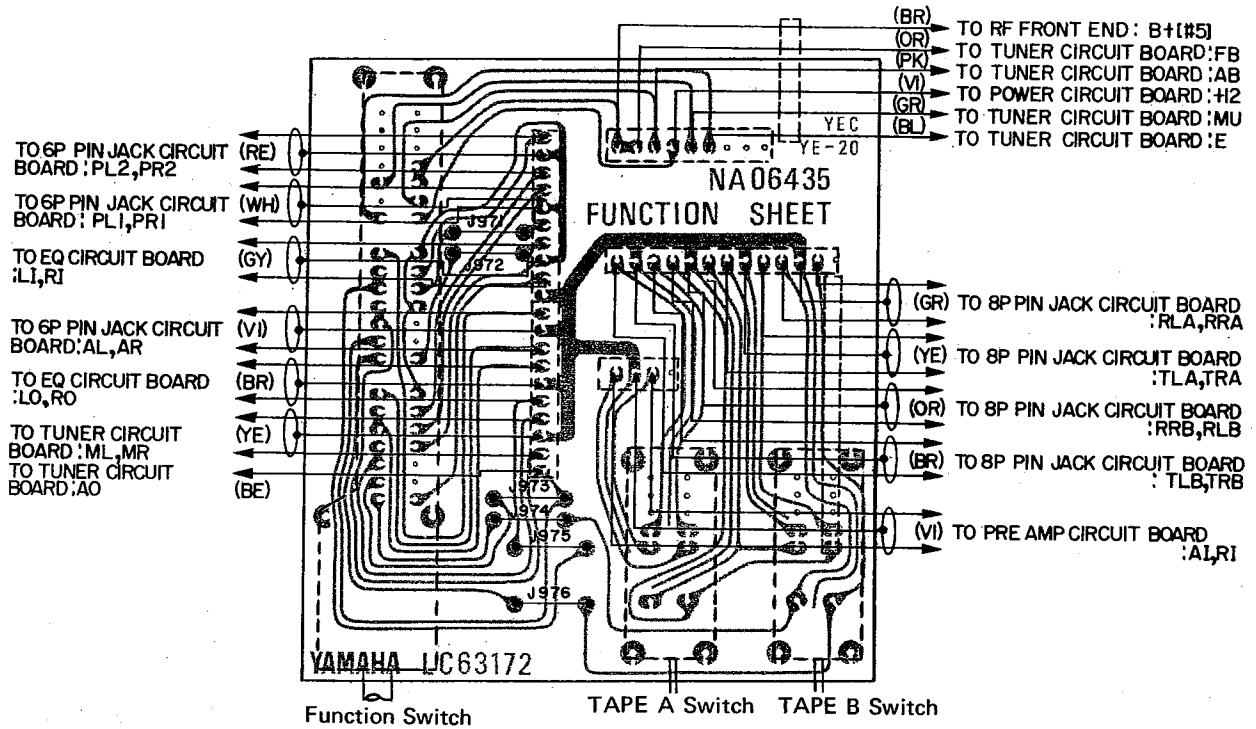 (BR) TO RF FRONT END: B+[#5]
(OR) TO TUNER CIRCUIT BOARD:FB
(PK) TO TUNER CIRCUIT BOARD:AB
(VI) TO POWER CIRCUIT BOARD:+12
(GR) TO TUNER CIRCUIT BOARD:MU
(BL) TO TUNER CIRCUIT BOARD:E
YEC
YE-20
NA06435
FUNCTION SHEET
TO 6P PIN JACK CIRCUIT (RE)
BOARD:PL2,PR2
TO 6P PIN JACK CIRCUIT (WH)
BOARD: PL1,PR1
TO EQ CIRCUIT BOARD (GY)
:LI,RI
TO 6P PIN JACK CIRCUIT (VI)
BOARD:AL, AR
TO EQ CIRCUIT BOARD (BR)
:LO,RO
TO TUNER CIRCUIT (YE)
BOARD:ML,MR
TO TUNER CIRCUIT
BOARD:AO (BE)
J971
J972
J973
J974
J975
J976
(GR) TO 8P PIN JACK CIRCUIT BOARD
:RLA,RRA
(YE) TO 8P PIN JACK CIRCUIT BOARD
:TLA,TRA
(OR) TO 8P PIN JACK CIRCUIT BOARD
:RRB,RLB
(BR) TO 8P PIN JACK CIRCUIT BOARD
: TLB,TRB
(VI) TO PRE AMP CIRCUIT BOARD
:AI,RI
YAMAHA LC63172
Function Switch
TAPE A Switch
TAPE B Switch